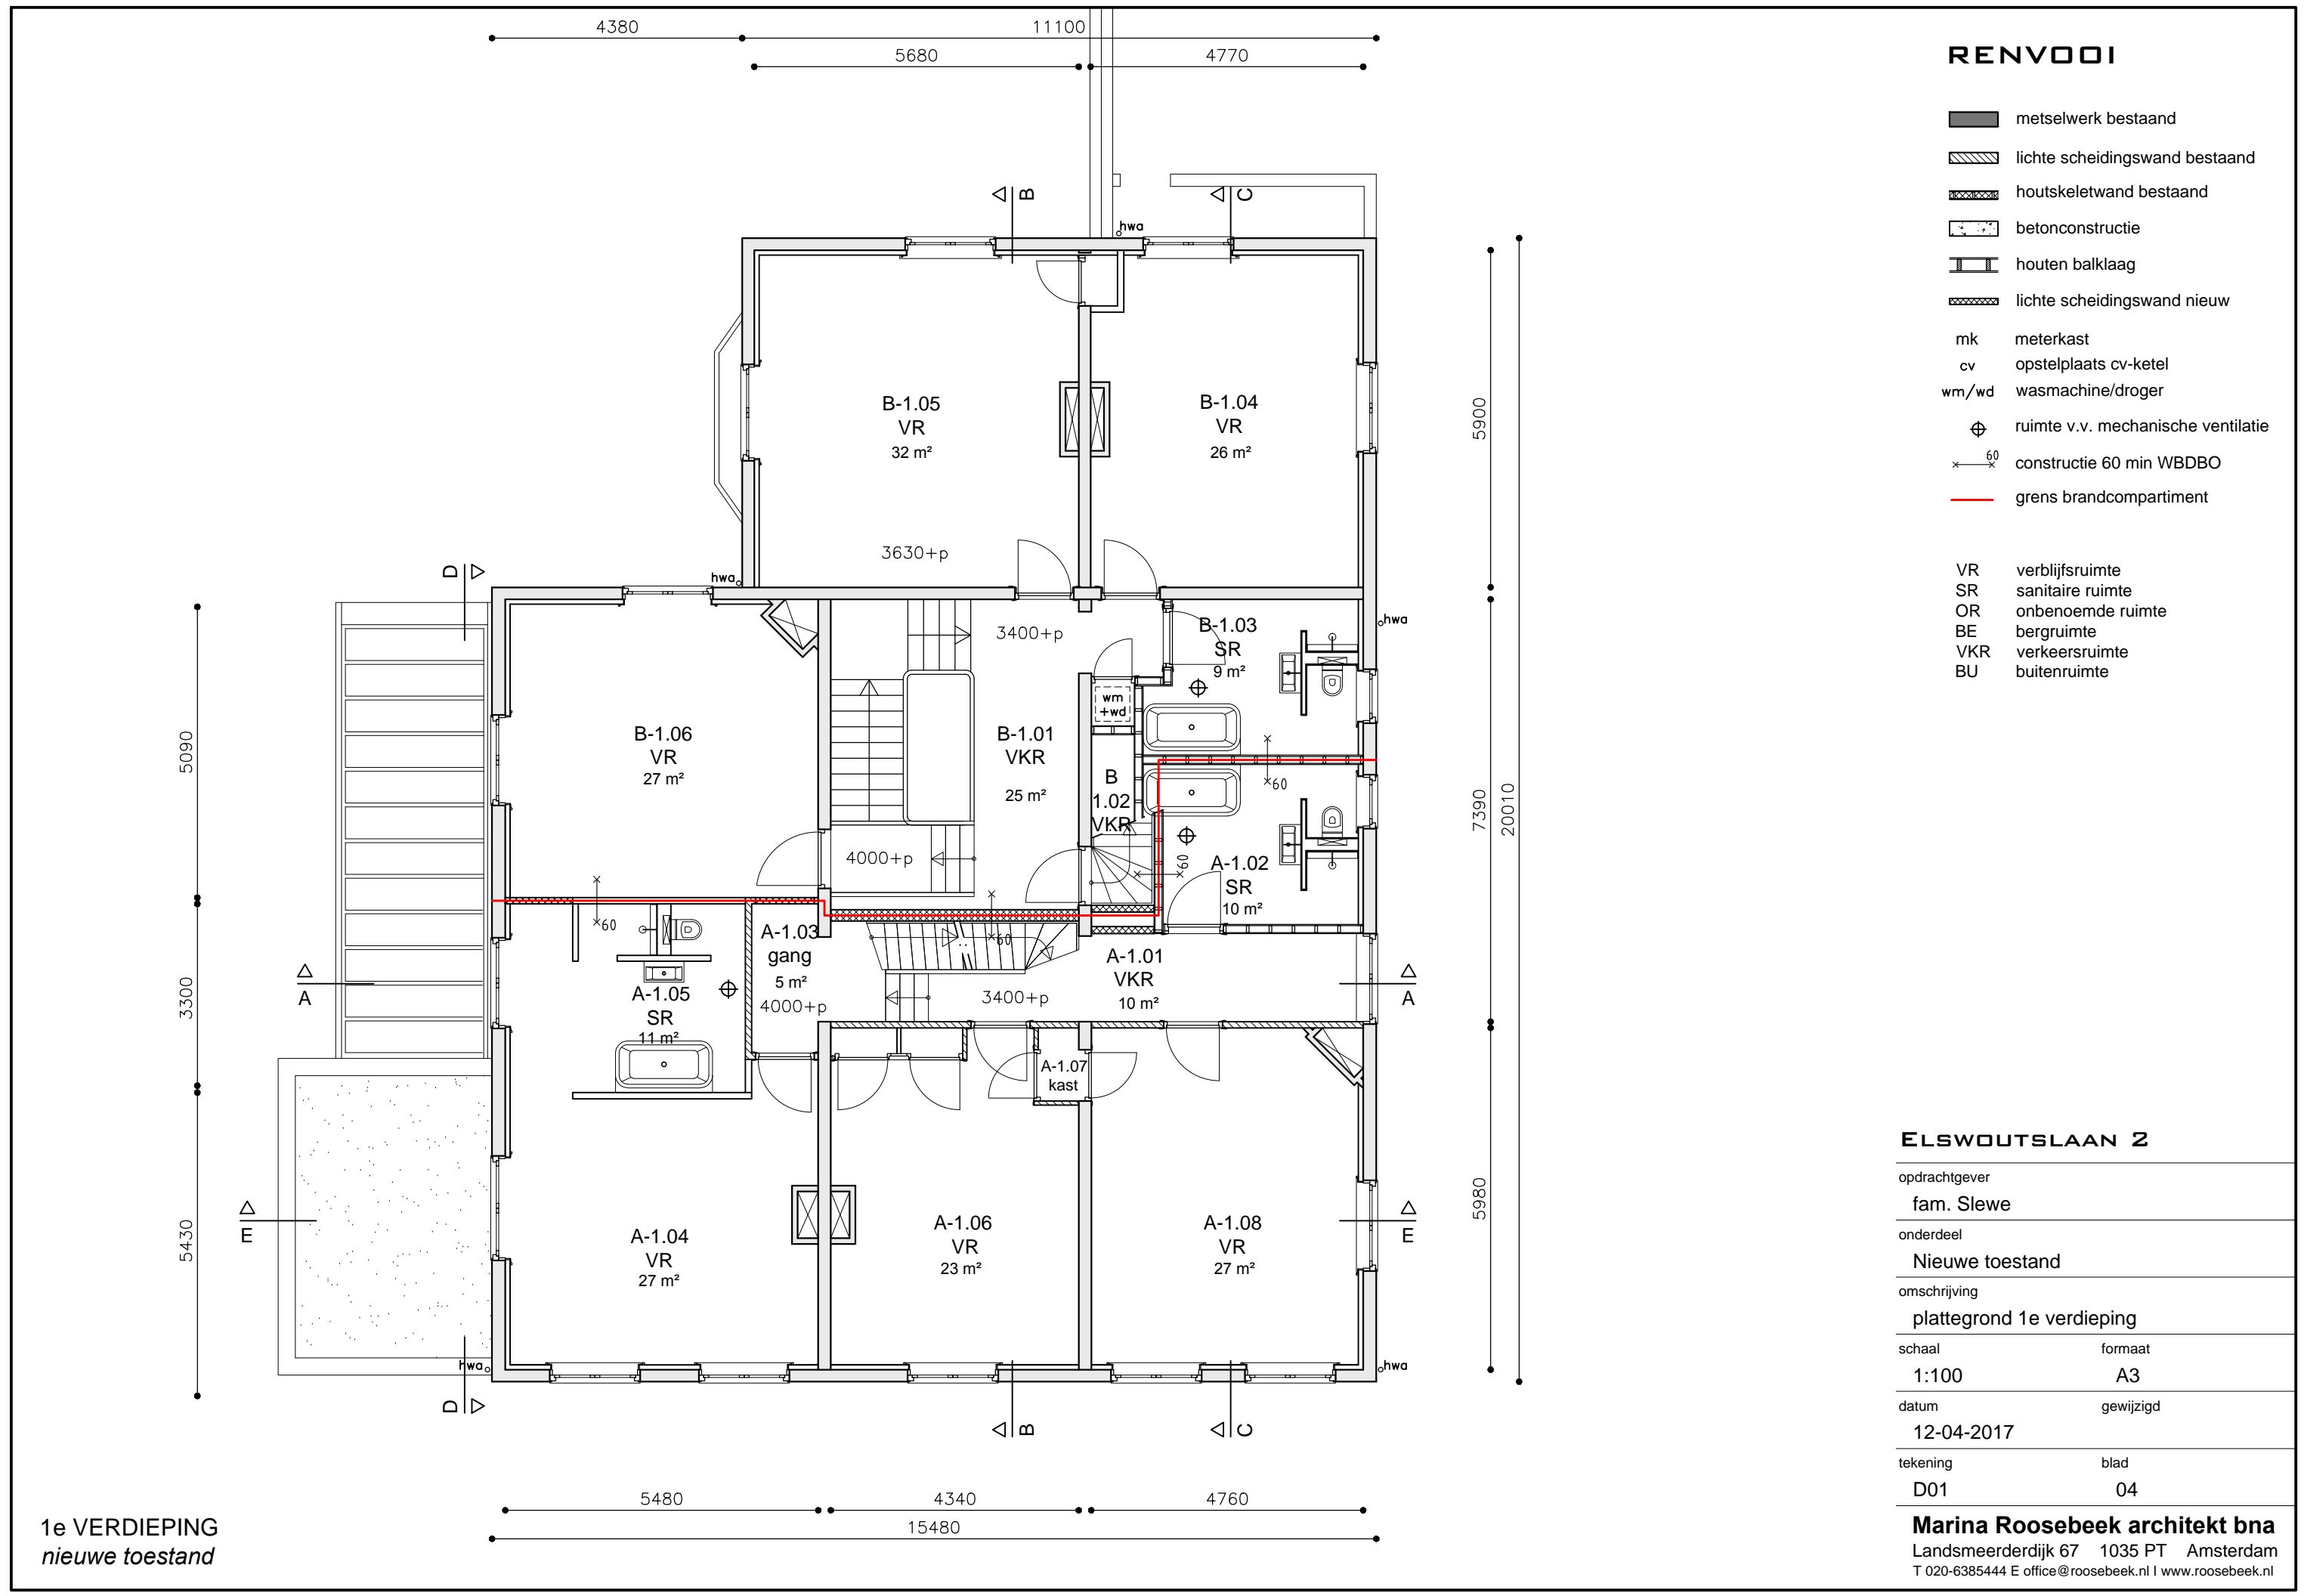 4380
11100
5680
4770
RENVOOI
metselwerk bestaand
lichte scheidingswand bestaand
houtskeletwand bestaand
betonconstructie
houten balklaag
lichte scheidingswand nieuw
mk meterkast
cv opstelplaats cv-ketel
wm/wd wasmachine/droger
ruimte v.v. mechanische ventilatie
60 constructie 60 min WBDBO
grens brandcompartiment
VR verblijfsruimte
SR sanitaire ruimte
OR onbenoemde ruimte
BE bergruimte
VKR verkeersruimte
BU buitenruimte
B
C
hwa
B-1.05
VR
32 m²
B-1.04
VR
26 m²
5900
3630+p
D
hwa
hwa
3400+p
B-1.03
SR
9 m²
wm
+wd
B-1.06
VR
27 m²
B-1.01
VKR
25 m²
B
1.02
VKR
5090
7390
20010
60
4000+p
60
A-1.02
SR
10 m²
60
60
A-1.03
gang
5 m²
4000+p
A-1.01
VKR
10 m²
3400+p
A
A
3300
A-1.05
SR
11 m²
A-1.07
kast
E
E
5430
5980
A-1.04
VR
27 m²
A-1.06
VR
23 m²
A-1.08
VR
27 m²
hwa
hwa
D
B
C
5480
4340
4760
15480
1e VERDIEPING
nieuwe toestand
ELSWOUTSLAAN 2
opdrachtgever
fam. Slewe
onderdeel
Nieuwe toestand
omschrijving
plattegrond 1e verdieping
schaal formaat
1:100 A3
datum gewijzigd
12-04-2017
tekening blad
D01 04
Marina Roosebeek architekt bna
Landsmeerderdijk 67 1035 PT Amsterdam
T 020-6385444 E office@roosebeek.nl I www.roosebeek.nl